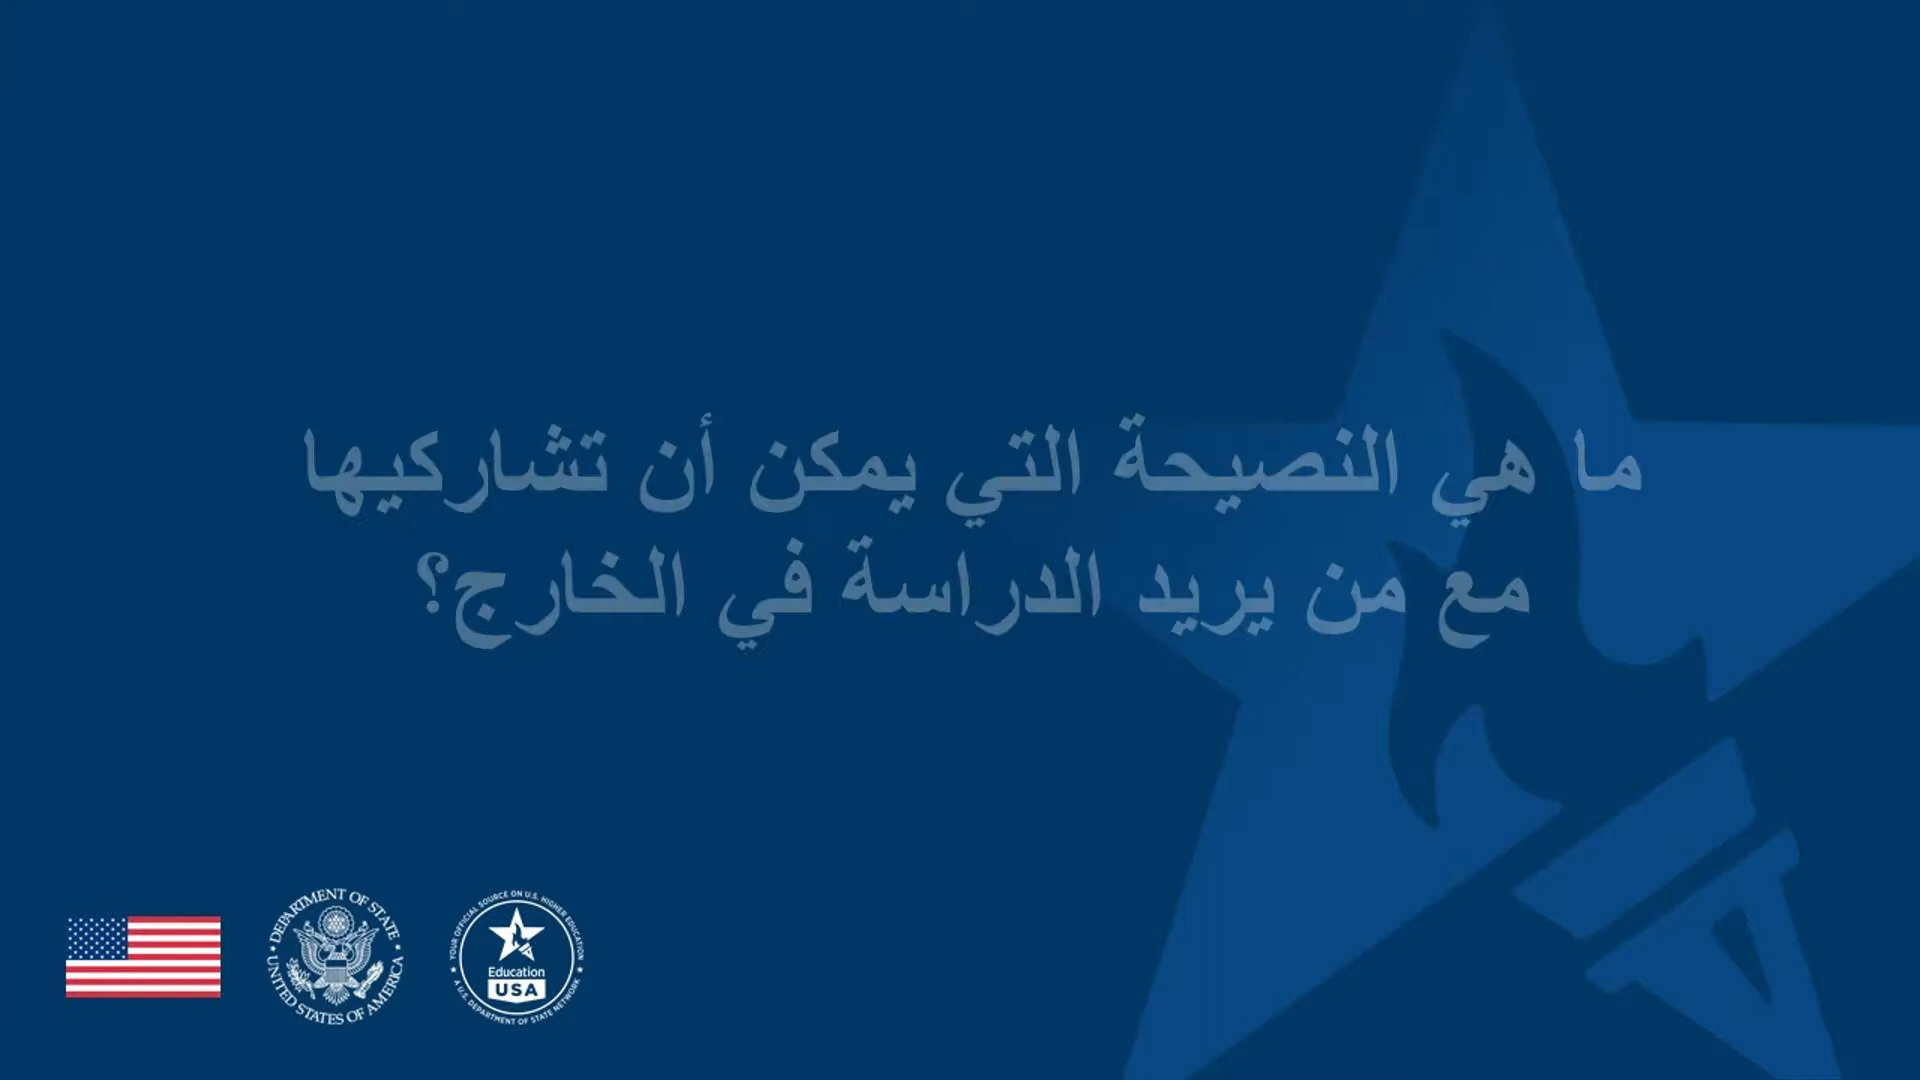 ما هي النصيحة التي يمكن أن تشاركيها
مع من يريد الدراسة في الخارج؟
DEPARTMENT OF STATE
UNITED STATES OF AMERICA
YOUR OFFICIAL SOURCE ON U.S. HIGHER EDUCATION
Education
USA
A U.S. DEPARTMENT OF STATE NETWORK